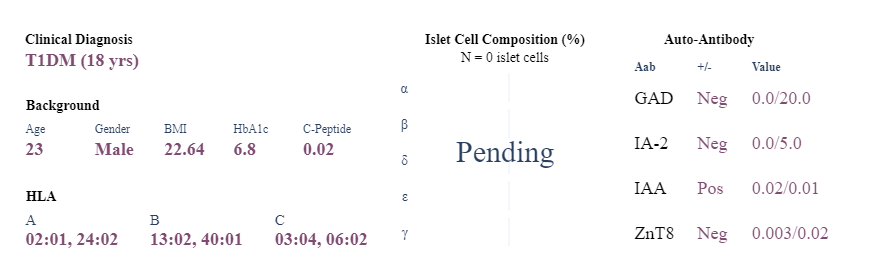 Clinical Diagnosis
T1DM (18 yrs)
Background
Age Gender BMI HbA1c C-Peptide
23 Male 22.64 6.8 0.02
HLA
A B C
02:01, 24:02 13:02, 40:01 03:04, 06:02
Islet Cell Composition (%)
N = 0 islet cells
α
β
δ
ε
γ
Pending
Auto-Antibody
Aab +/- Value
GAD Neg 0.0/20.0
IA-2 Neg 0.0/5.0
IAA Pos 0.02/0.01
ZnT8 Neg 0.003/0.02